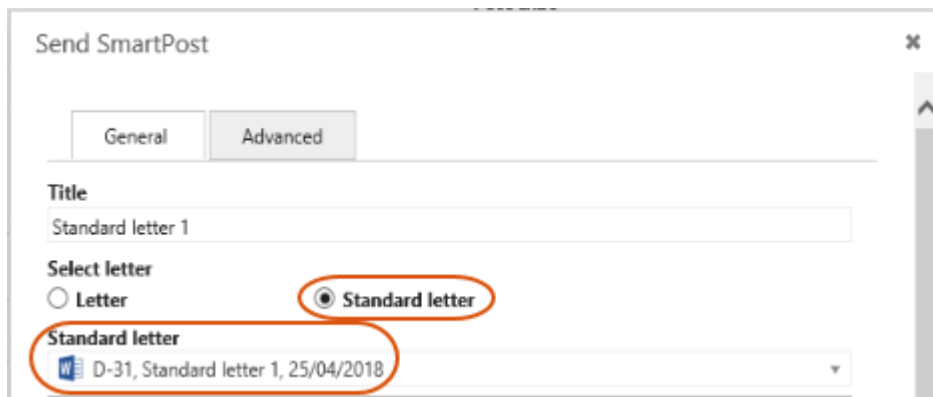 Send SmartPost
General Advanced
Title
Standard letter 1
Select letter
Letter Standard letter
Standard letter
D-31, Standard letter 1, 25/04/2018